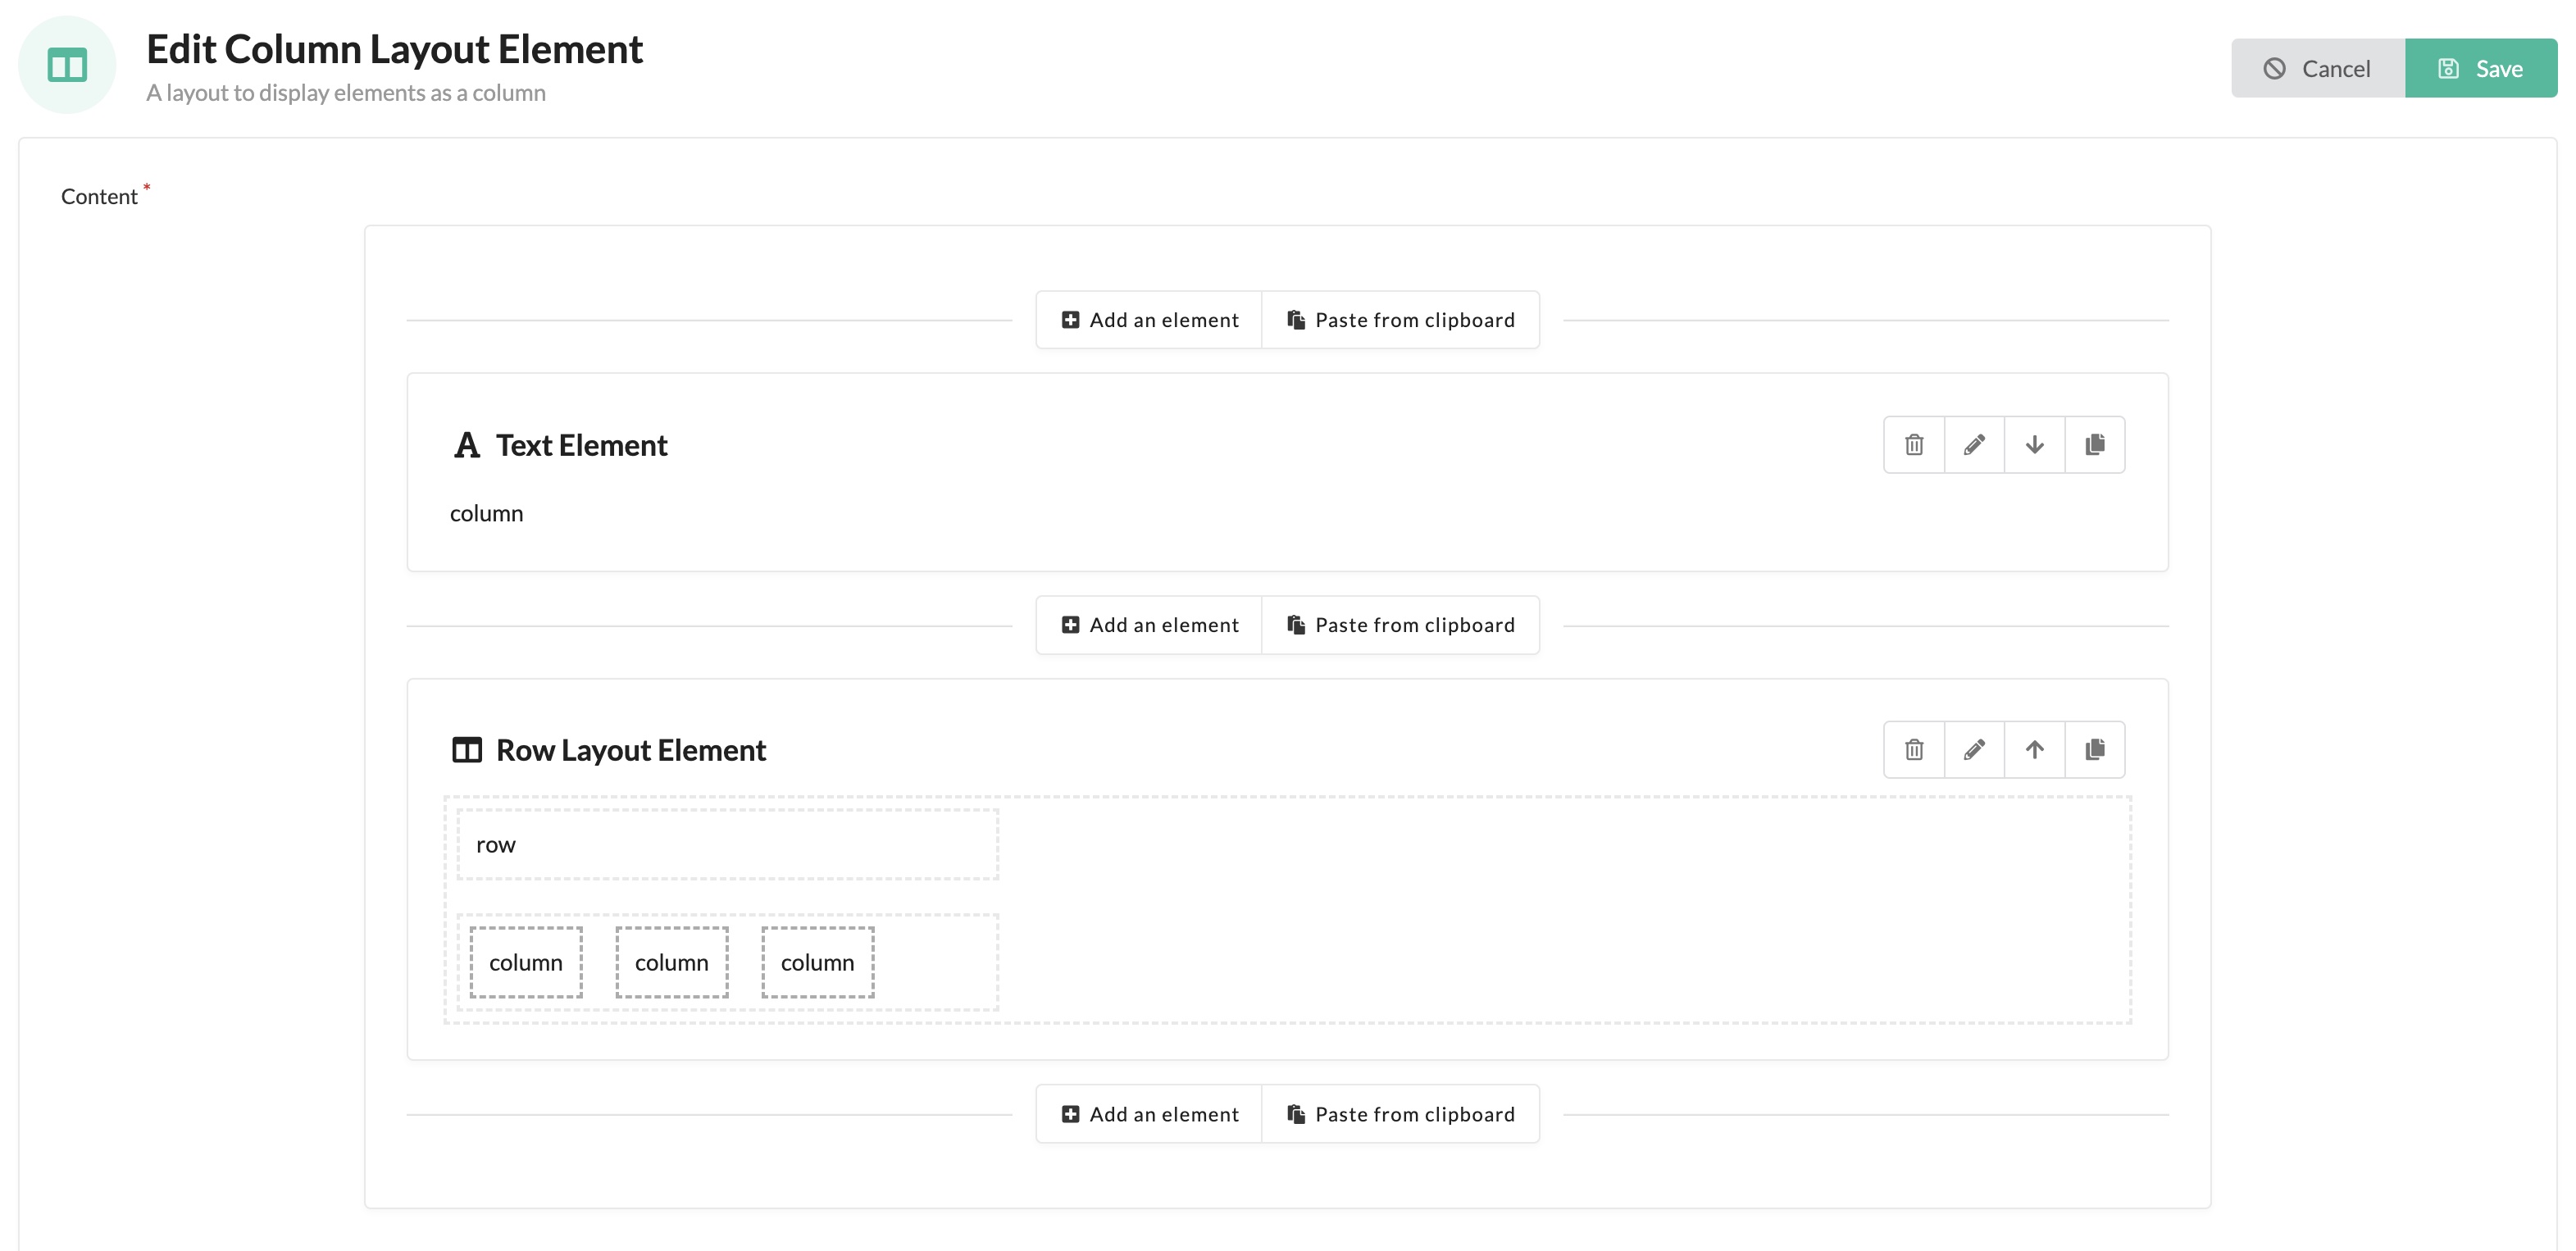 Edit Column Layout Element
A layout to display elements as a column
Cancel
Save
Content *
Add an element
Paste from clipboard
Text Element
column
Add an element
Paste from clipboard
Row Layout Element
row
column column column
Add an element
Paste from clipboard